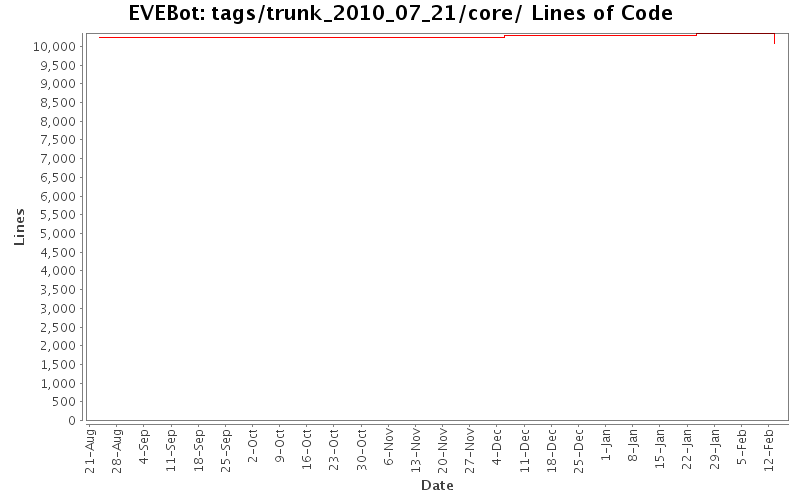 EVEBot: tags/trunk_2010_07_21/core/ Lines of Code
Lines
10,000
9,500
9,000
8,500
8,000
7,500
7,000
6,500
6,000
5,500
5,000
4,500
4,000
3,500
3,000
2,500
2,000
1,500
1,000
500
0
21-Aug
28-Aug
4-Sep
11-Sep
18-Sep
25-Sep
2-Oct
9-Oct
16-Oct
23-Oct
30-Oct
6-Nov
13-Nov
20-Nov
27-Nov
4-Dec
11-Dec
18-Dec
25-Dec
1-Jan
8-Jan
15-Jan
22-Jan
29-Jan
5-Feb
12-Feb
Date